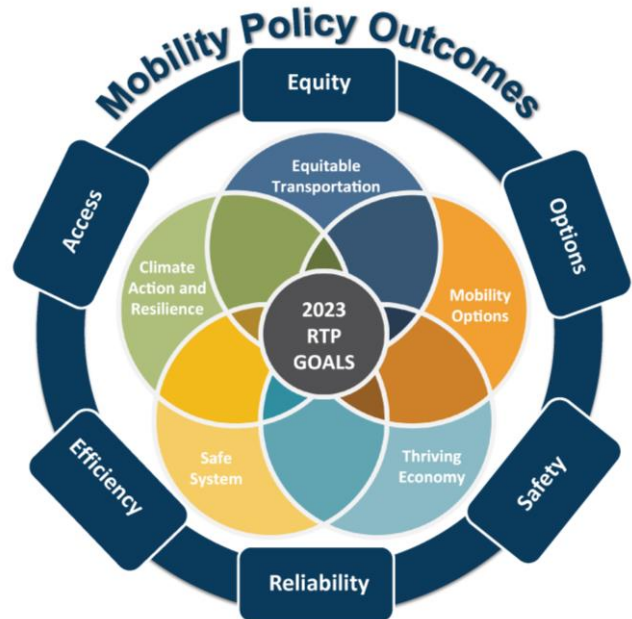 Mobility Policy Outcomes
Equity
Access
Options
Equitable
Transportation
Climate
Action and
Resilience
Mobility
Options
2023
RTP
GOALS
Safe
System
Thriving
Economy
Efficiency
Safety
Reliability